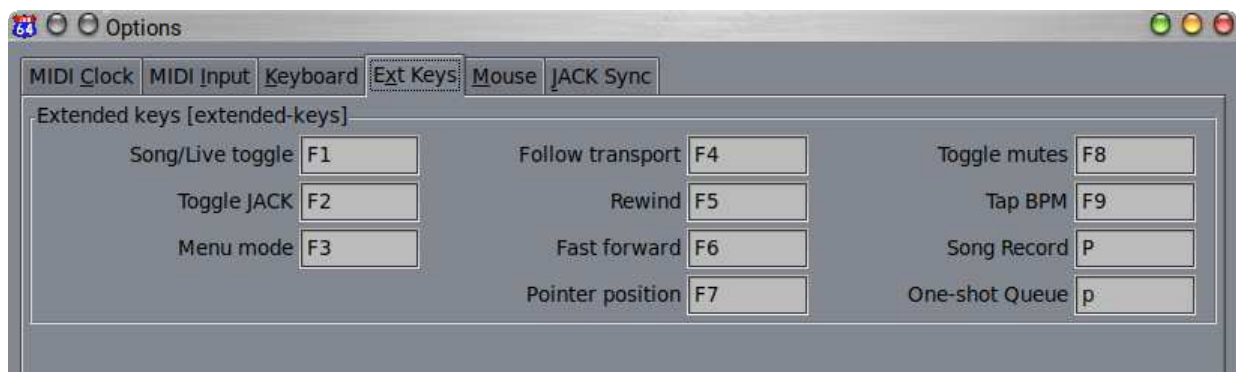 64 Options
MIDI Clock MIDI Input Keyboard Ext Keys Mouse JACK Sync
Extended keys [extended-keys]
Song/Live toggle F1 Follow transport F4 Toggle mutes F8
Toggle JACK F2 Rewind F5 Tap BPM F9
Menu mode F3 Fast forward F6 Song Record P
Pointer position F7 One-shot Queue p